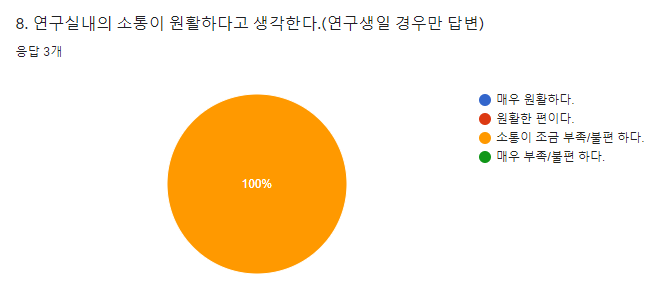 8. 연구실내의 소통이 원활하다고 생각한다.(연구생일 경우만 답변)
응답 3개
매우 원활하다.
원활한 편이다.
소통이 조금 부족/불편 하다.
매우 부족/불편 하다.
100%